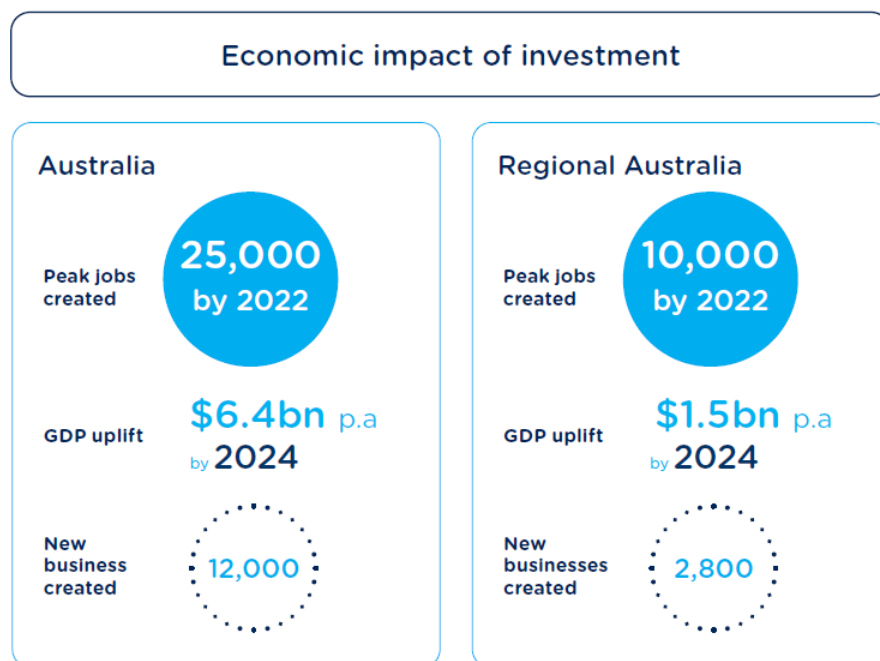 Economic impact of investment
Australia
Peak jobs
created
25,000
by 2022
GDP uplift
$6.4bn p.a
by 2024
New
business
created
12,000
Regional Australia
Peak jobs
created
10,000
by 2022
GDP uplift
$1.5bn p.a
by 2024
New
businesses
created
2,800